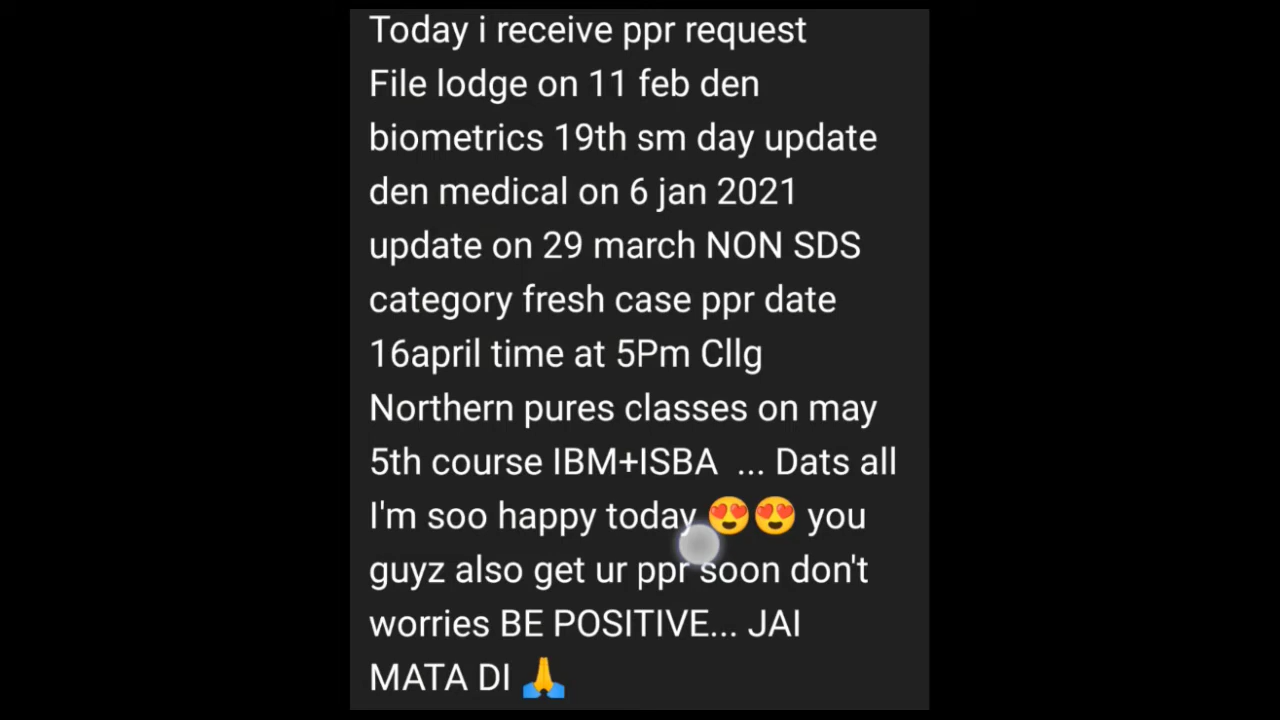 Today i receive ppr request
File lodge on 11 feb den
biometrics 19th sm day update
den medical on 6 jan 2021
update on 29 march NON SDS
category fresh case ppr date
16april time at 5Pm Cllg
Northern pures classes on may
5th course IBM+ISBA  ... Dats all
I'm soo happy today 😍😍 you
guyz also get ur ppr soon don't
worries BE POSITIVE... JAI
MATA DI 🙏